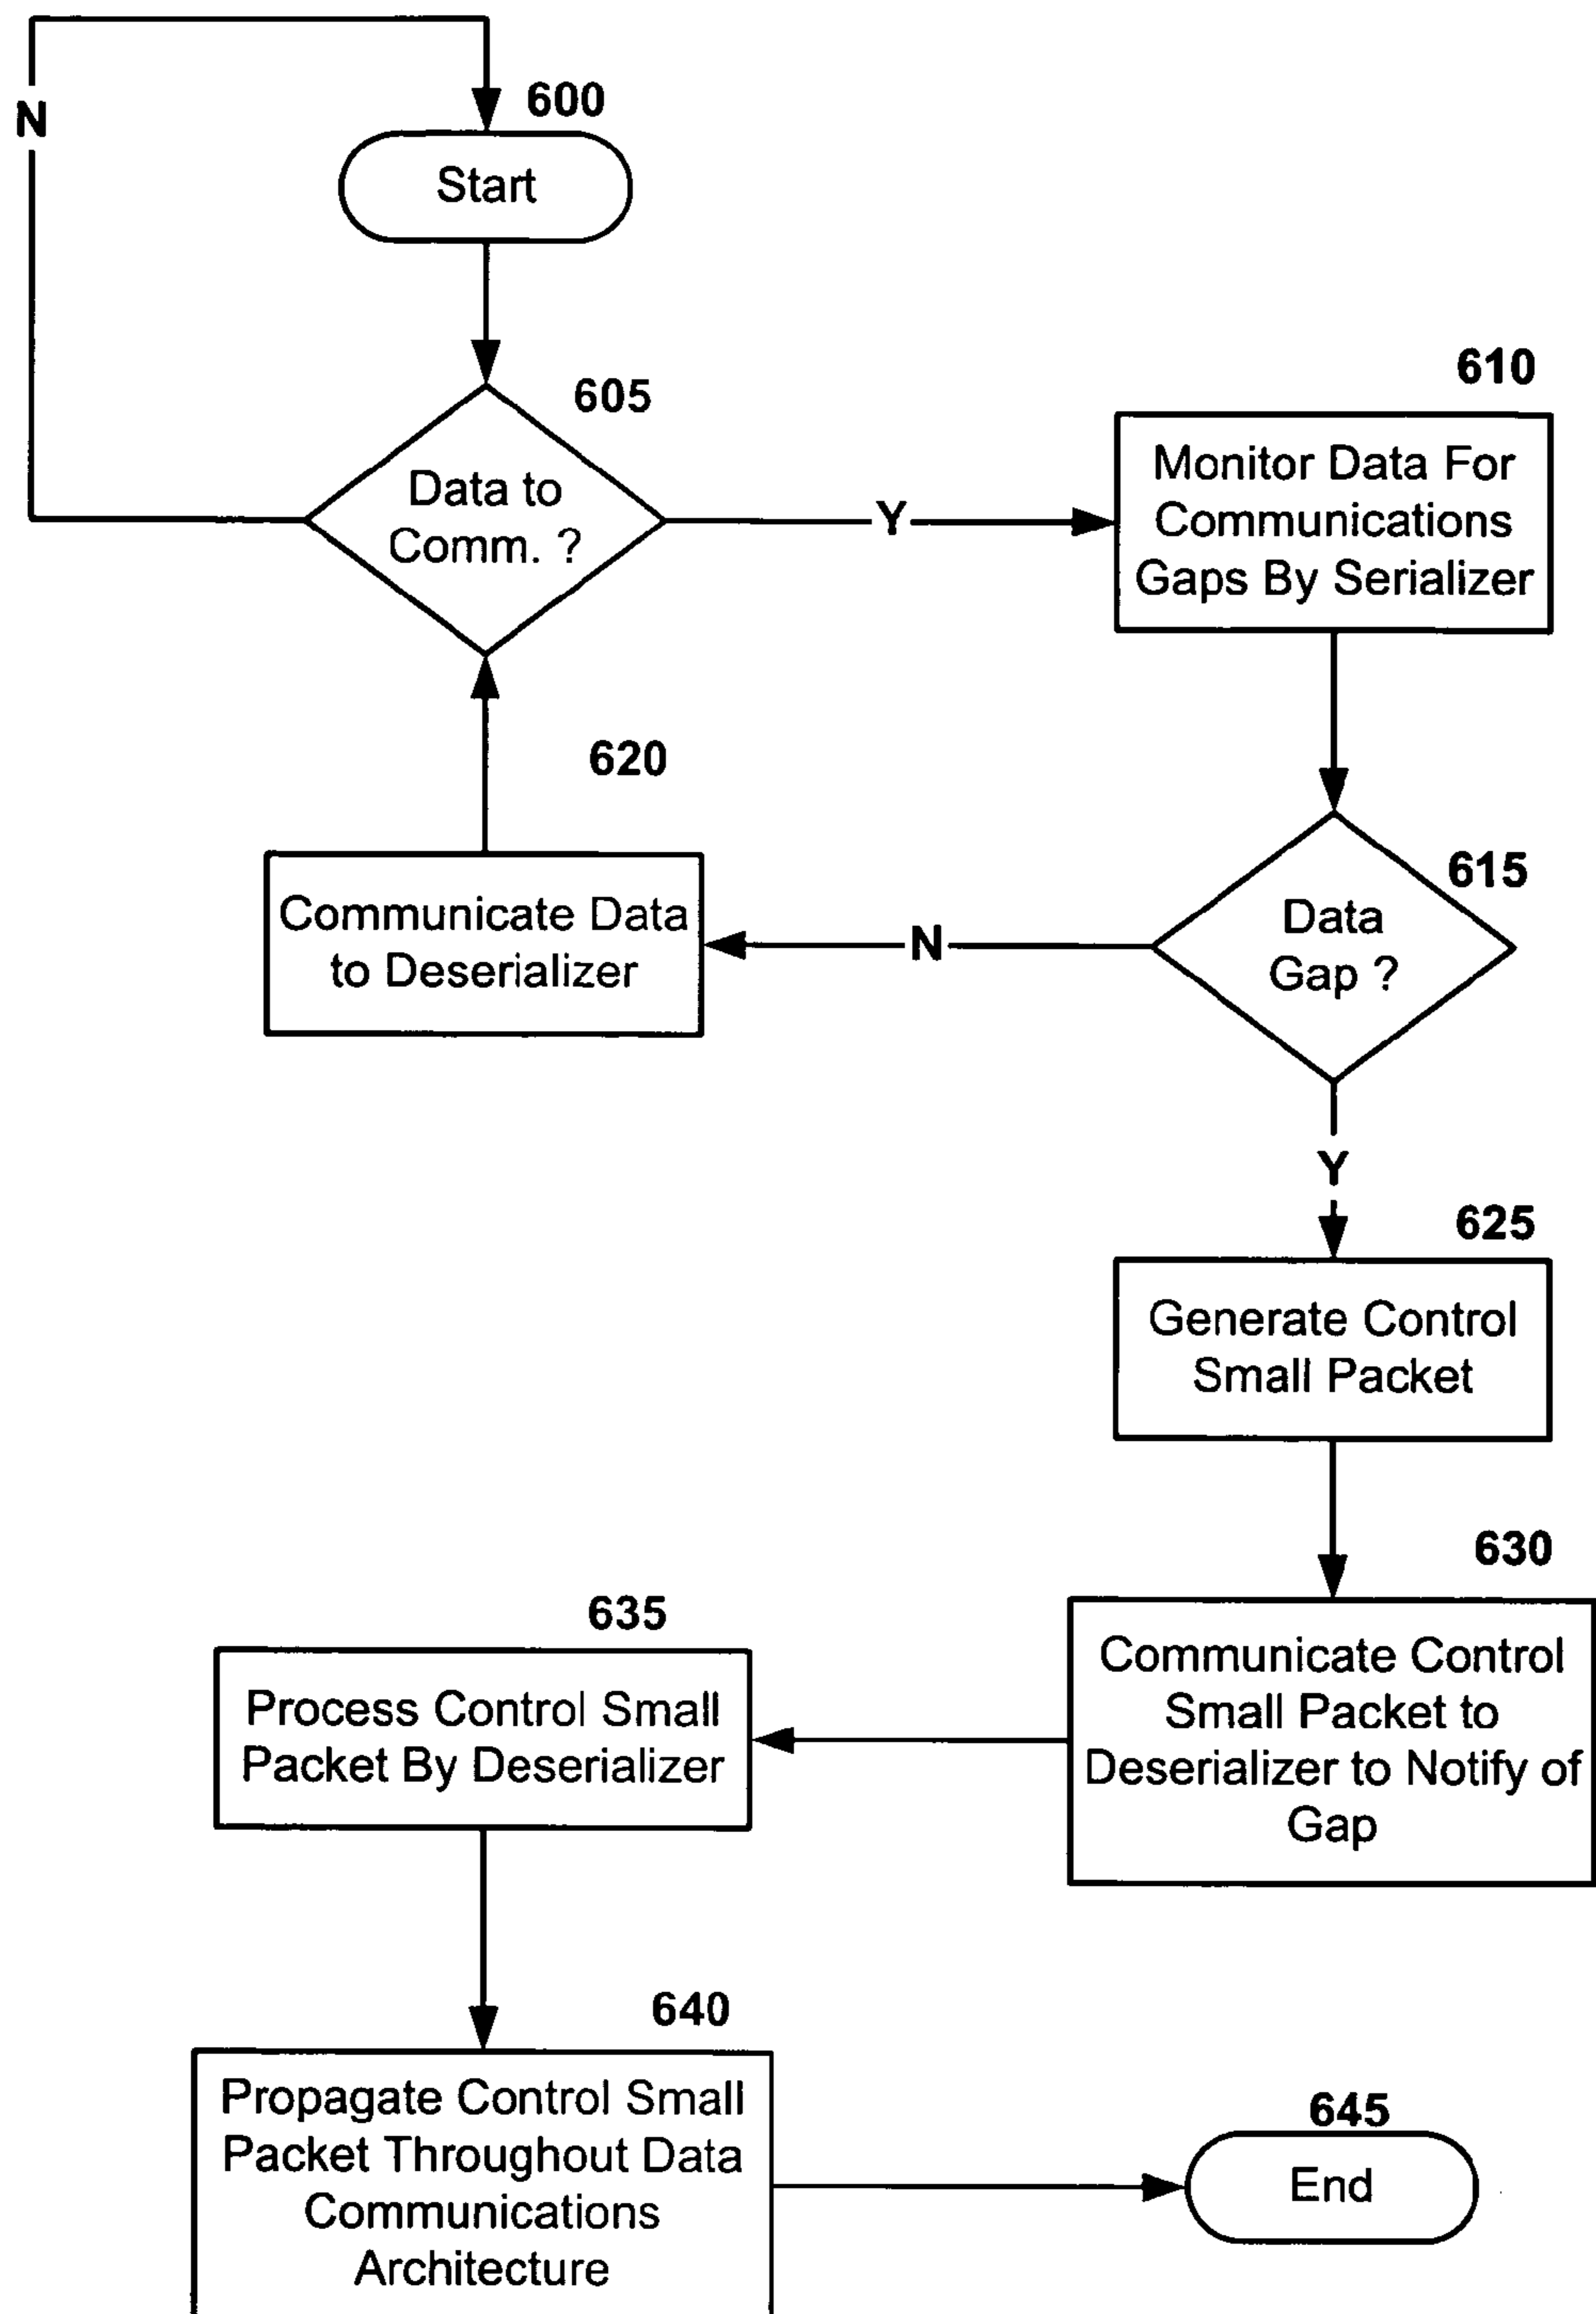 N
600
Start
605
Data to
Comm. ?
Y
610
Monitor Data For
Communications
Gaps By Serializer
615
Data
Gap ?
N
620
Communicate Data
to Deserializer
Y
625
Generate Control
Small Packet
630
Communicate Control
Small Packet to
Deserializer to Notify of
Gap
635
Process Control Small
Packet By Deserializer
640
Propagate Control Small
Packet Throughout Data
Communications
Architecture
645
End